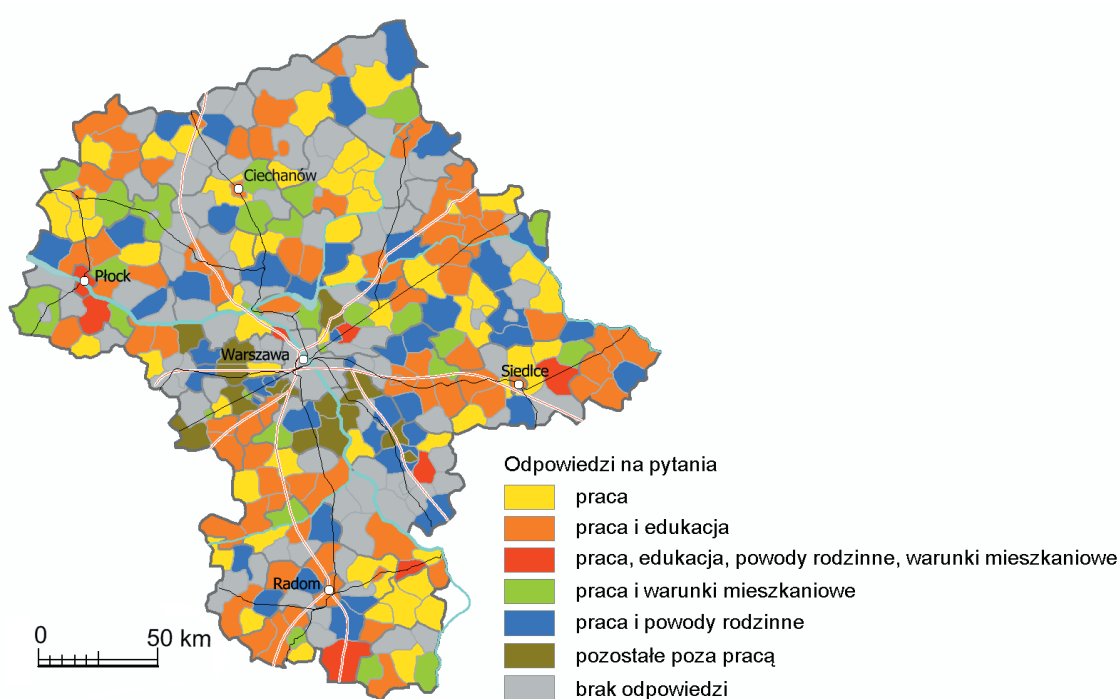 Ciechanów
Płock
Warszawa
Siedlce
Radom
0 50 km
Odpowiedzi na pytania
praca
praca i edukacja
praca, edukacja, powody rodzinne, warunki mieszkaniowe
praca i warunki mieszkaniowe
praca i powody rodzinne
pozostałe poza pracą
brak odpowiedzi